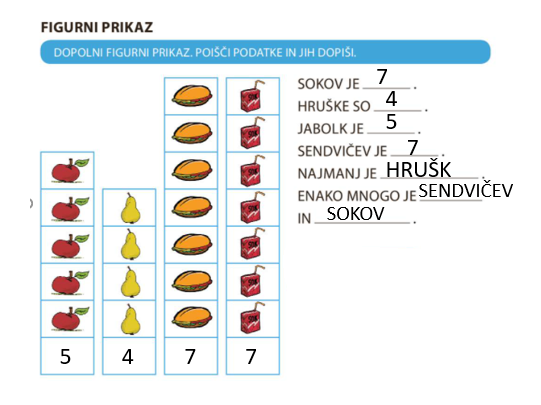 FIGURNI PRIKAZ
DOPOLNI FIGURNI PRIKAZ. POIŠČI PODATKE IN JIH DOPIŠI.
SOKOV JE 7 .
HRUŠKE SO 4 .
JABOLK JE 5 .
SENDVIČEV JE 7 .
NAJMANJ JE HRUŠK .
ENAKO MNOGO JE SENDVIČEV
IN SOKOV .
5 4 7 7